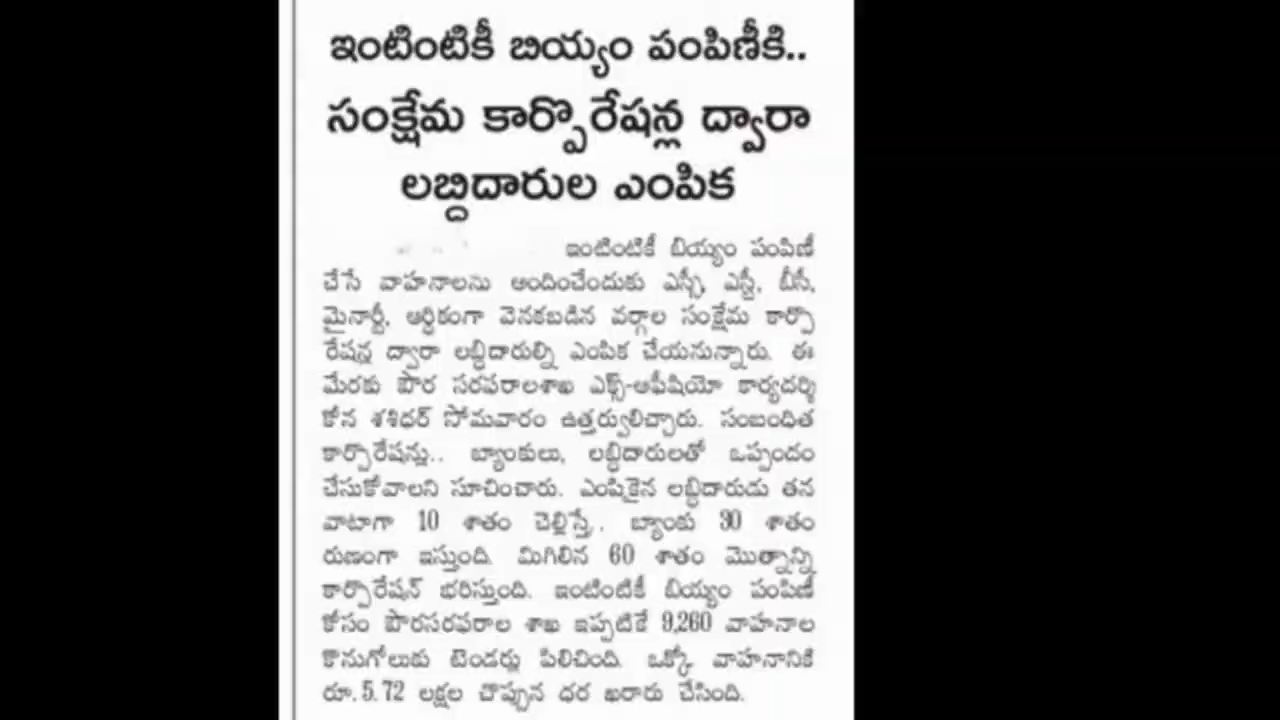 ఇంటింటికీ బియ్యం పంపిణీకి..
సంక్షేమ కార్పొరేషన్ల ద్వారా
లబ్దిదారుల ఎంపిక
ఇంటింటికీ బియ్యం పంపిణీ
చేసే వాహనాలను అందించేందుకు ఎస్సీ, ఎస్టీ, బీసీ,
మైనార్టీ, ఆర్థికంగా వెనకబడిన వర్గాల సంక్షేమ కార్పొ
రేషన్ల ద్వారా లబ్ధిదారుల్ని ఎంపిక చేయనున్నారు. ఈ
మేరకు పౌర సరఫరాలశాఖ ఎక్స్-అఫీషియో కార్యదర్శి
కోన శశిధర్ సోమవారం ఉత్తర్వులిచ్చారు. సంబంధిత
కార్పొరేషన్లు.. బ్యాంకులు, లబ్ధిదారులతో ఒప్పందం
చేసుకోవాలని సూచించారు. ఎంపికైన లబ్ధిదారుడు తన
వాటాగా 10 శాతం చెల్లిస్తే.. బ్యాంకు 30 శాతం
రుణంగా ఇస్తుంది. మిగిలిన 60 శాతం మొత్తాన్ని
కార్పొరేషన్ భరిస్తుంది. ఇంటింటికీ బియ్యం పంపిణీ
కోసం పౌరసరఫరాల శాఖ ఇప్పటికే 9,260 వాహనాల
కొనుగోలుకు టెండర్లు పిలిచింది. ఒక్కో వాహనానికి
రూ.5.72 లక్షల చొప్పున ధర ఖరారు చేసింది.